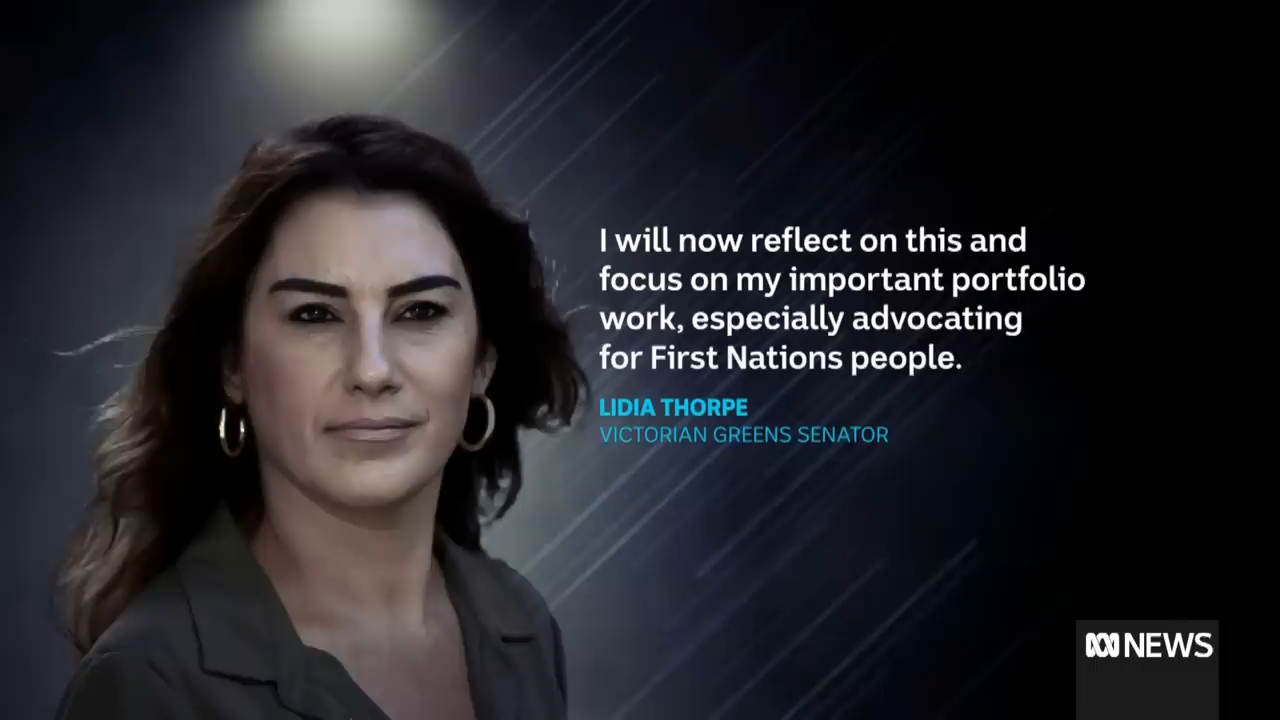 I will now reflect on this and
focus on my important portfolio
work, especially advocating
for First Nations people.
LIDIA THORPE
VICTORIAN GREENS SENATOR
NEWS